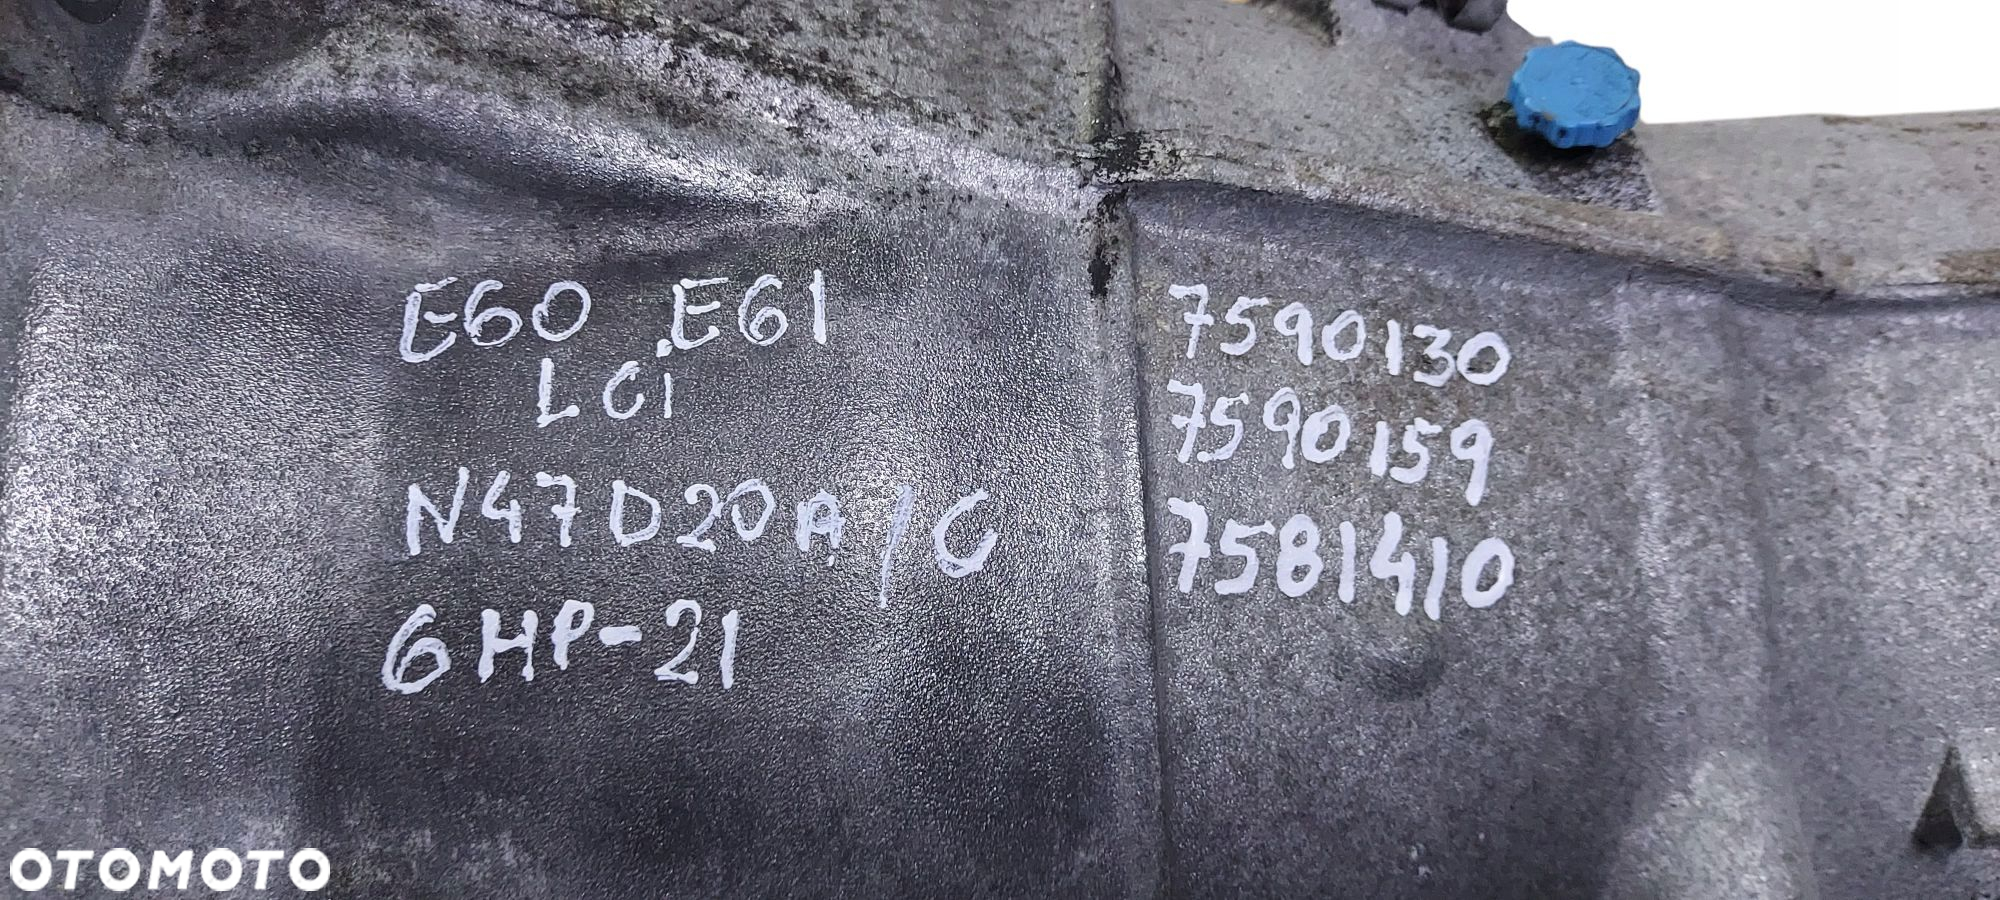 E60 E61
LCi
N47D20A/C
6HP-21
7590130
7590159
7581410
OTOMOTO